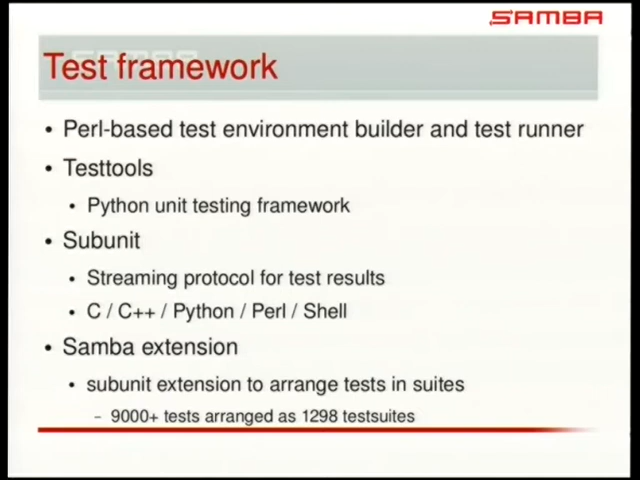 SAMBA
Test framework
• Perl-based test environment builder and test runner
• Testtools
• Python unit testing framework
• Subunit
• Streaming protocol for test results
• C / C++ / Python / Perl / Shell
• Samba extension
• subunit extension to arrange tests in suites
– 9000+ tests arranged as 1298 testsuites